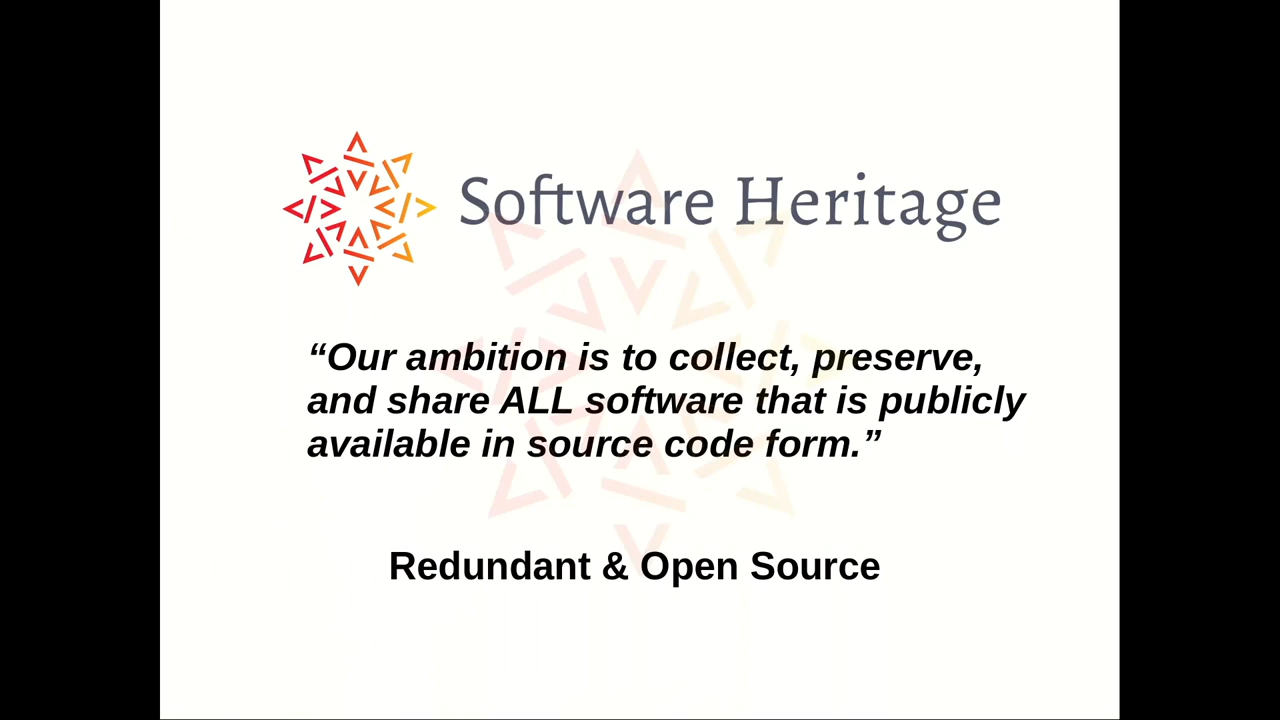 Software Heritage
“Our ambition is to collect, preserve,
and share ALL software that is publicly
available in source code form.”
Redundant & Open Source